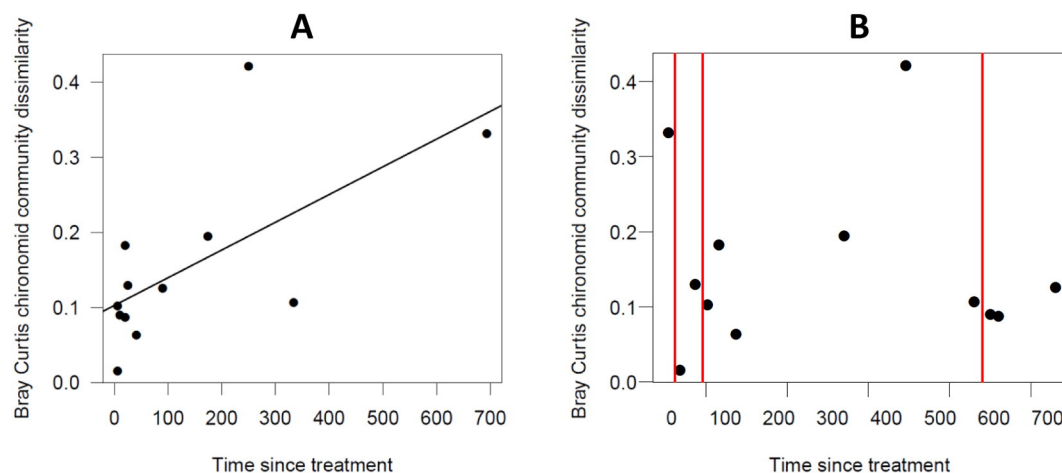 A
Bray Curtis chironomid community dissimilarity
0.4
0.3
0.2
0.1
0.0
0 100 200 300 400 500 600 700
Time since treatment
B
Bray Curtis chironomid community dissimilarity
0.4
0.3
0.2
0.1
0.0
0 100 200 300 400 500 600 700
Time since treatment